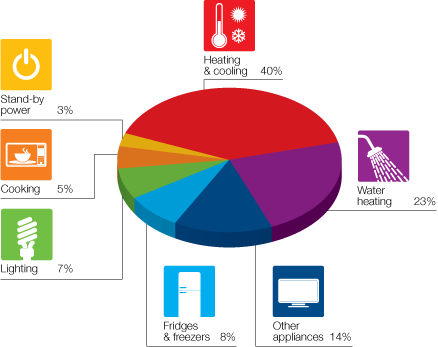 Heating
& cooling 40%
Stand-by
power 3%
Cooking 5%
Water
heating 23%
Lighting 7%
Fridges
& freezers 8%
Other
appliances 14%